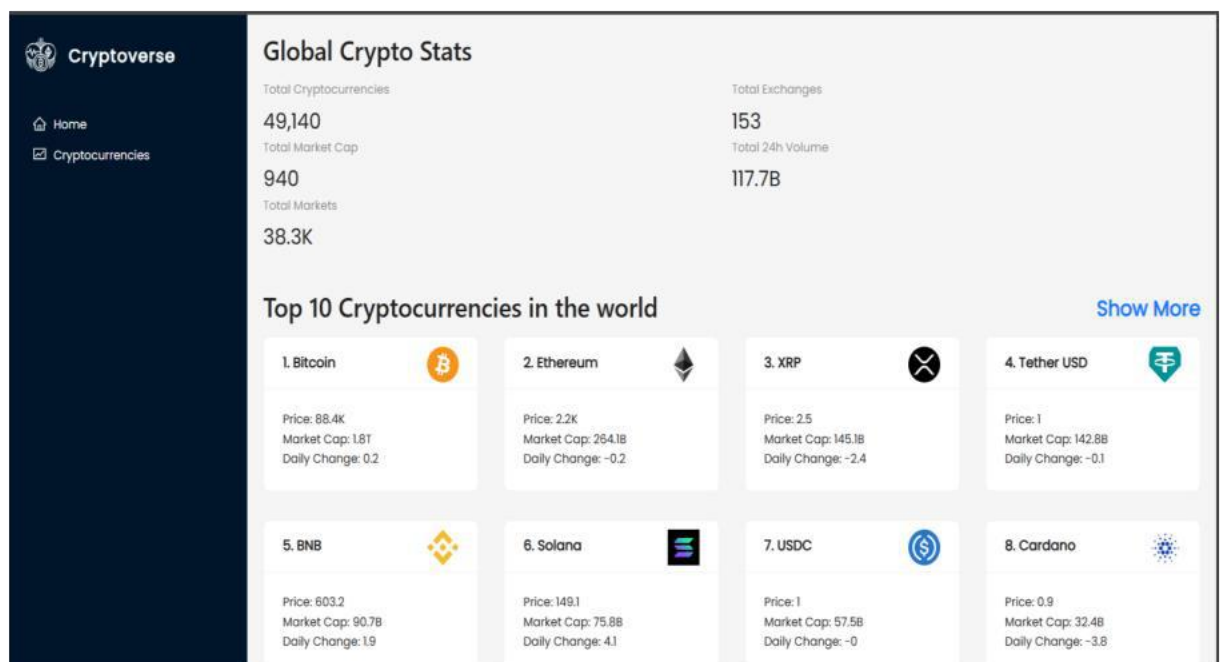 Cryptoverse
Home
Cryptocurrencies
Global Crypto Stats
Total Cryptocurrencies
49,140
Total Exchanges
153
Total Market Cap
940
Total 24h Volume
117.7B
Total Markets
38.3K
Top 10 Cryptocurrencies in the world
Show More
1. Bitcoin
Price: 88.4K
Market Cap: 1.8T
Daily Change: 0.2
2. Ethereum
Price: 2.2K
Market Cap: 264.1B
Daily Change: -0.2
3. XRP
Price: 2.5
Market Cap: 145.1B
Daily Change: -2.4
4. Tether USD
Price: 1
Market Cap: 142.8B
Daily Change: -0.1
5. BNB
Price: 603.2
Market Cap: 90.7B
Daily Change: 1.9
6. Solana
Price: 149.1
Market Cap: 75.8B
Daily Change: 4.1
7. USDC
Price: 1
Market Cap: 57.5B
Daily Change: -0
8. Cardano
Price: 0.9
Market Cap: 32.4B
Daily Change: -3.8